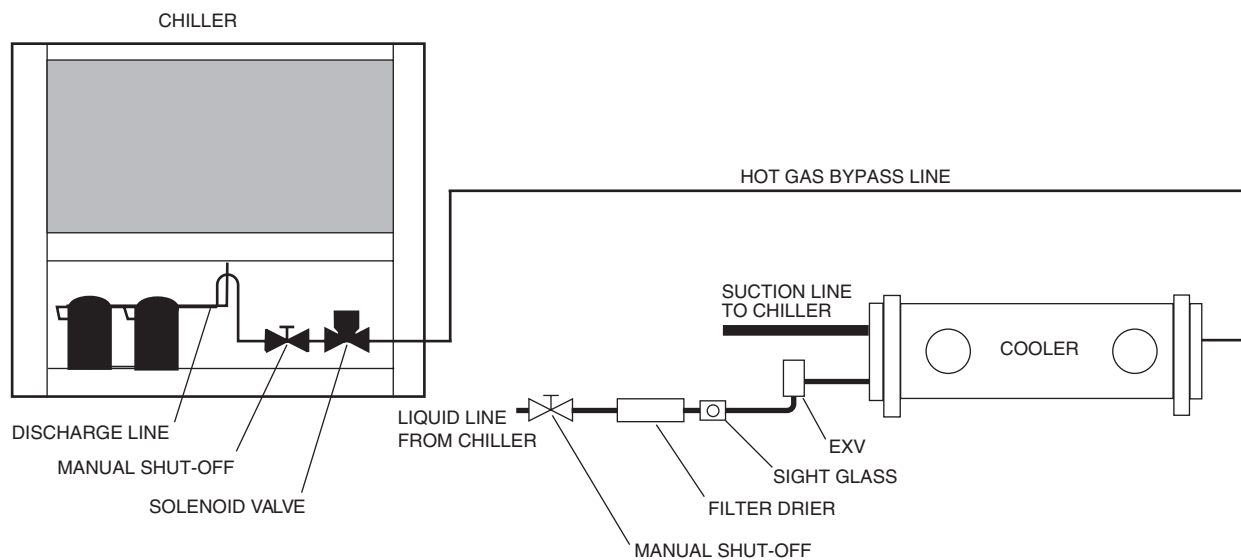 CHILLER
HOT GAS BYPASS LINE
SUCTION LINE
TO CHILLER
COOLER
LIQUID LINE
FROM CHILLER
DISCHARGE LINE
MANUAL SHUT-OFF
SOLENOID VALVE
EXV
SIGHT GLASS
FILTER DRIER
MANUAL SHUT-OFF